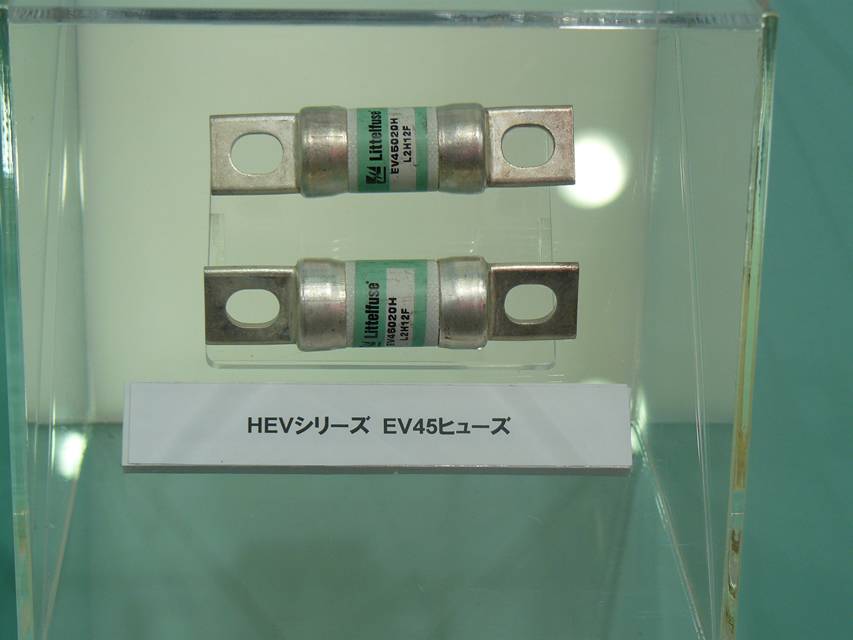 Littelfuse
EV45020H
L2H12F
Littelfuse
EV45020H
L2H12F
HEVシリーズ EV45ヒューズ